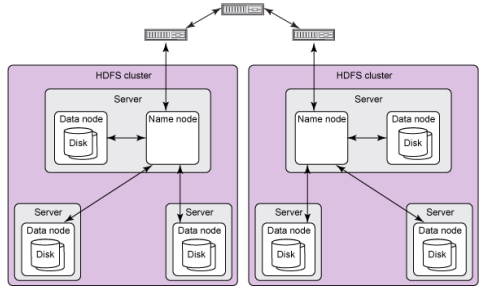 HDFS cluster
Server
Data node
Name node
Disk
Server
Data node
Disk
Server
Data node
Disk
HDFS cluster
Server
Name node
Data node
Disk
Server
Data node
Disk
Server
Data node
Disk